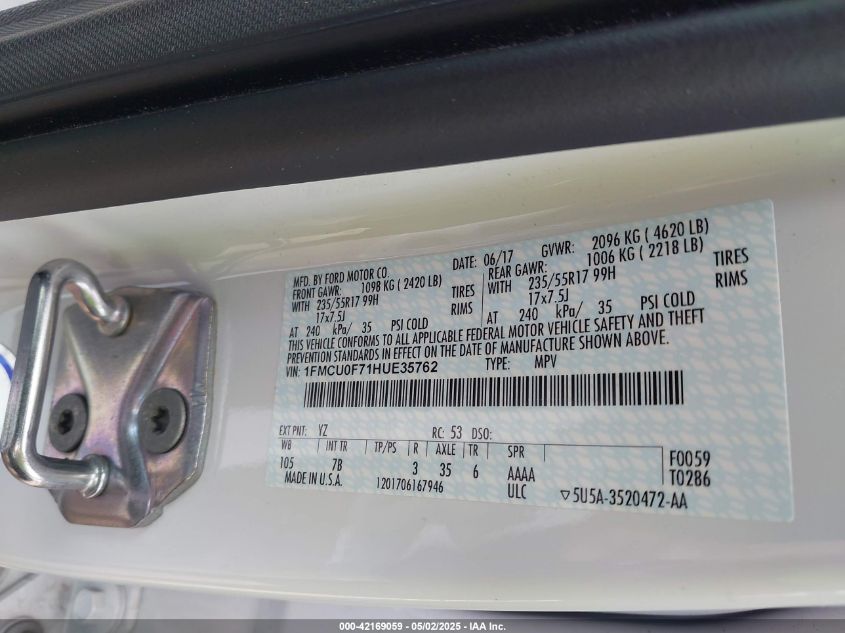 MFD. BY FORD MOTOR CO. DATE: 06/17 GVWR: 2096 KG ( 4620 LB)
FRONT GAWR: 1098 KG ( 2420 LB) REAR GAWR: 1006 KG ( 2218 LB)
WITH 235/55R17 99H TIRES WITH 235/55R17 99H TIRES
17x7.5J RIMS 17x7.5J RIMS
AT 240 kPa/ 35 PSI COLD AT 240 kPa/ 35 PSI COLD
THIS VEHICLE CONFORMS TO ALL APPLICABLE FEDERAL MOTOR VEHICLE SAFETY AND THEFT
PREVENTION STANDARDS IN EFFECT ON THE DATE OF MANUFACTURE SHOWN ABOVE.
VIN: 1FMCU0F71HUE35762 TYPE: MPV
EXT PNT: YZ RC: 53 DSO:
WB INT TR TP/PS R AXLE TR SPR F0059
105 7B 3 35 6 AAAA T0286
MADE IN U.S.A. 1201706167946 ULC ▽5U5A-3520472-AA
000-42169059 - 05/02/2025 - IAA Inc.